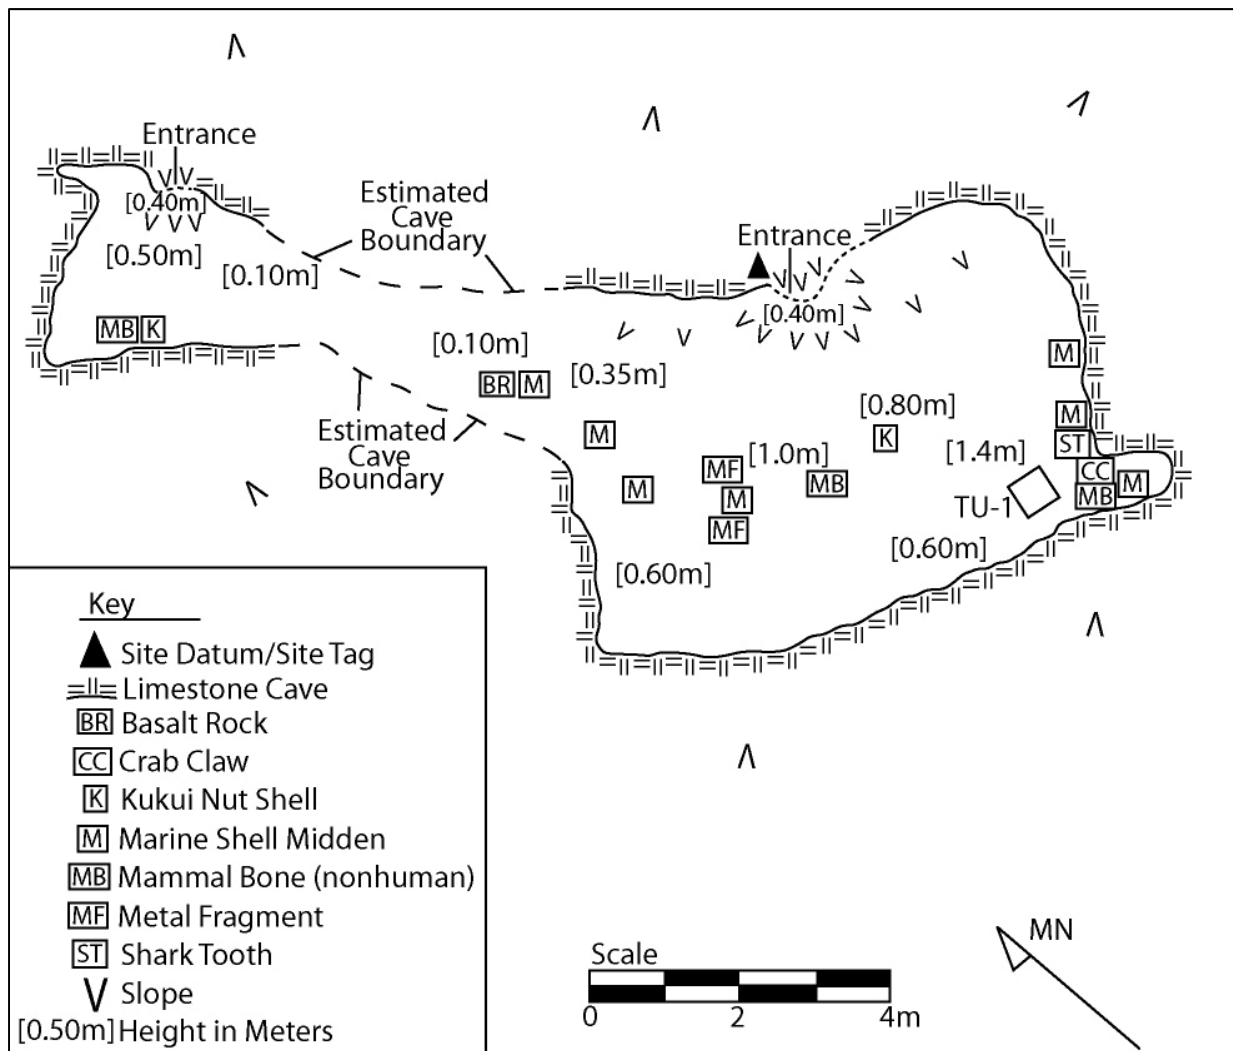 Entrance
[0.40m]
[0.50m]
[0.10m]
Estimated
Cave
Boundary
Entrance
[0.40m]
MB
K
[0.10m]
BR
M
[0.35m]
M
[0.80m]
M
K
M
ST
Estimated
Cave
Boundary
M
MF
[1.0m]
M
MB
MF
[1.4m]
TU-1
CC
MB
M
[0.60m]
[0.60m]
Key
Site Datum/Site Tag
Limestone Cave
BR Basalt Rock
CC Crab Claw
K Kukui Nut Shell
M Marine Shell Midden
MB Mammal Bone (nonhuman)
MF Metal Fragment
ST Shark Tooth
Slope
[0.50m] Height in Meters
Scale
0 2 4m
MN